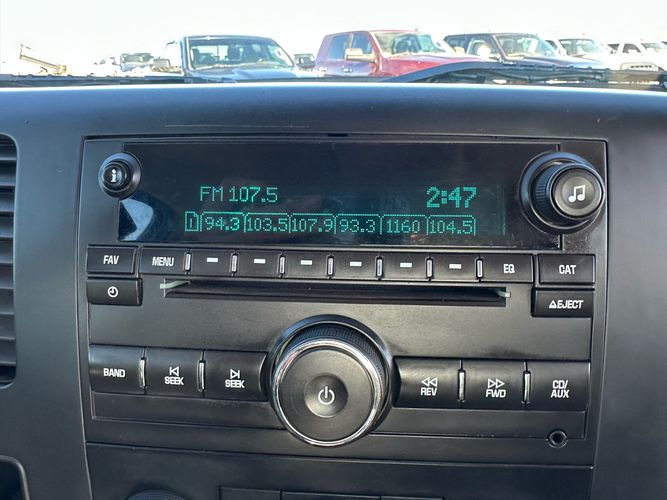 i
FM 107.5 2:47
1 94.3 103.5 107.9 93.3 1160 104.5
FAV MENU EQ CAT
EJECT
BAND SEEK SEEK REV FWD CD/
AUX